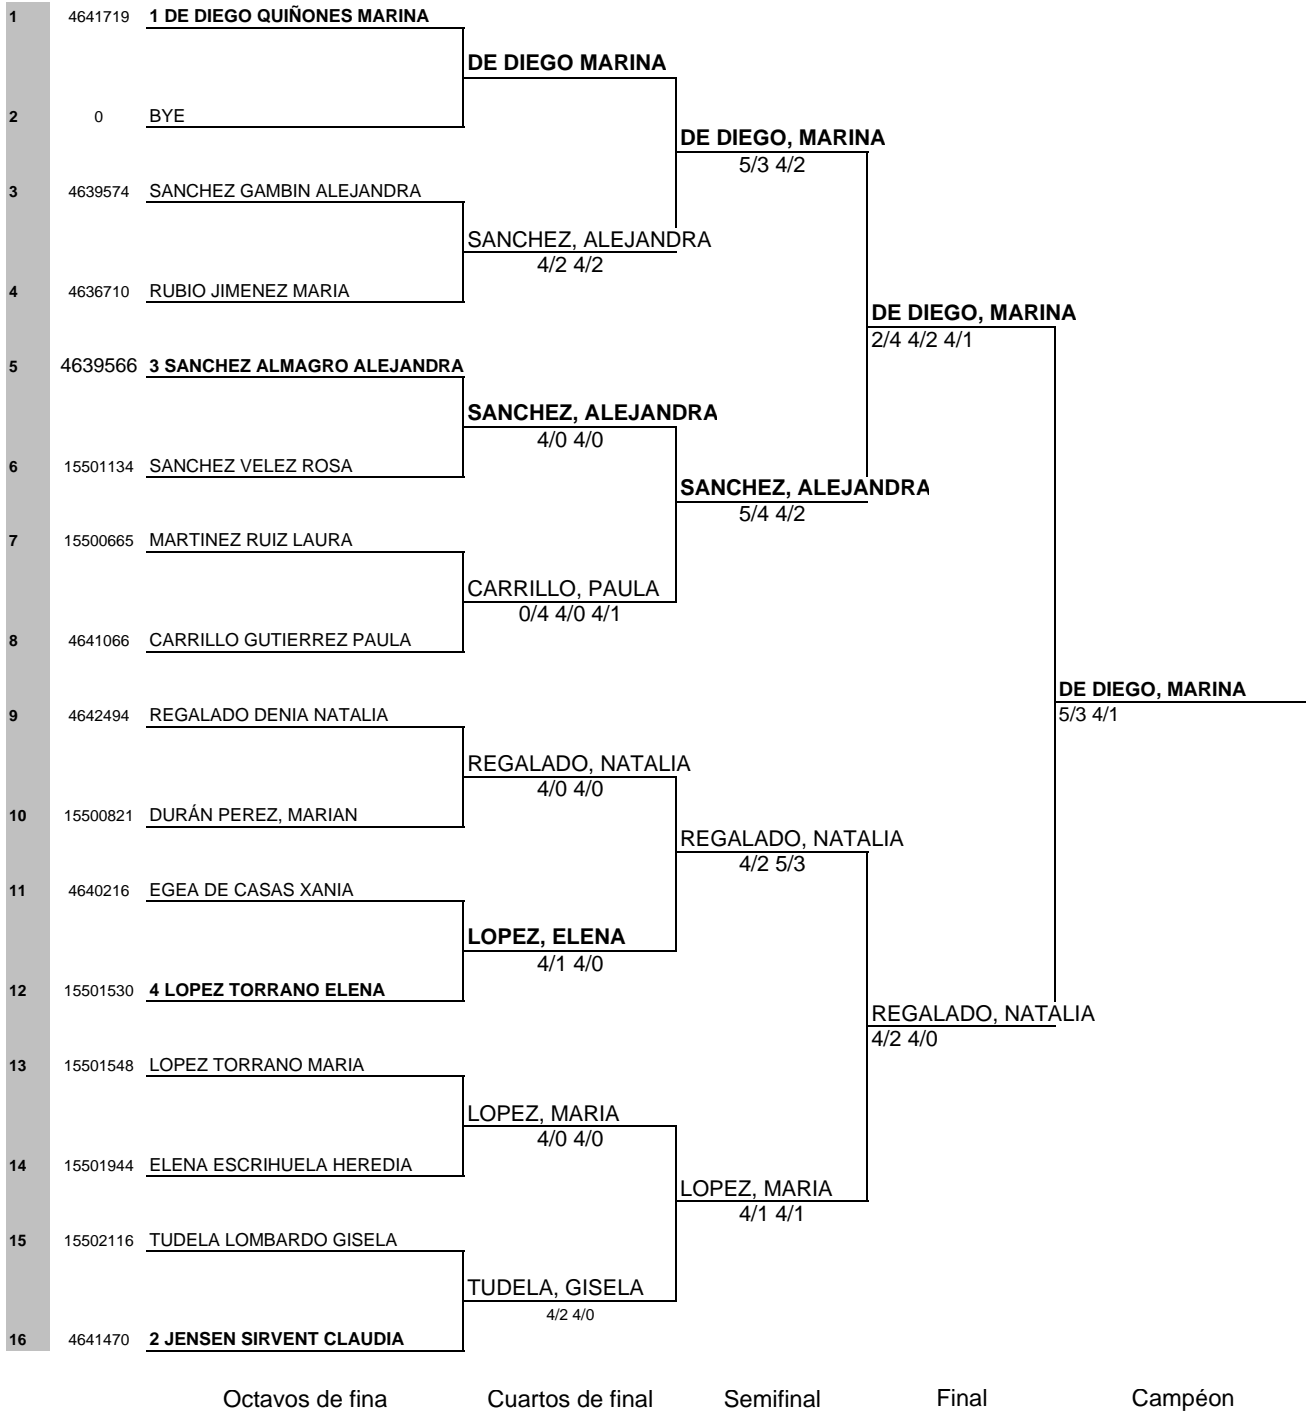 1 4641719 1 DE DIEGO QUIÑONES MARINA
DE DIEGO MARINA
2 0 BYE
DE DIEGO, MARINA
5/3 4/2
3 4639574 SANCHEZ GAMBIN ALEJANDRA
SANCHEZ, ALEJANDRA
4/2 4/2
4 4636710 RUBIO JIMENEZ MARIA
DE DIEGO, MARINA
2/4 4/2 4/1
5 4639566 3 SANCHEZ ALMAGRO ALEJANDRA
SANCHEZ, ALEJANDRA
4/0 4/0
6 15501134 SANCHEZ VELEZ ROSA
SANCHEZ, ALEJANDRA
5/4 4/2
7 15500665 MARTINEZ RUIZ LAURA
CARRILLO, PAULA
0/4 4/0 4/1
8 4641066 CARRILLO GUTIERREZ PAULA
DE DIEGO, MARINA
5/3 4/1
9 4642494 REGALADO DENIA NATALIA
REGALADO, NATALIA
4/0 4/0
10 15500821 DURÁN PEREZ, MARIAN
REGALADO, NATALIA
4/2 5/3
11 4640216 EGEA DE CASAS XANIA
LOPEZ, ELENA
4/1 4/0
12 15501530 4 LOPEZ TORRANO ELENA
REGALADO, NATALIA
4/2 4/0
13 15501548 LOPEZ TORRANO MARIA
LOPEZ, MARIA
4/0 4/0
14 15501944 ELENA ESCRIHUELA HEREDIA
LOPEZ, MARIA
4/1 4/1
15 15502116 TUDELA LOMBARDO GISELA
TUDELA, GISELA
4/2 4/0
16 4641470 2 JENSEN SIRVENT CLAUDIA
Octavos de fina Cuartos de final Semifinal Final Campéon